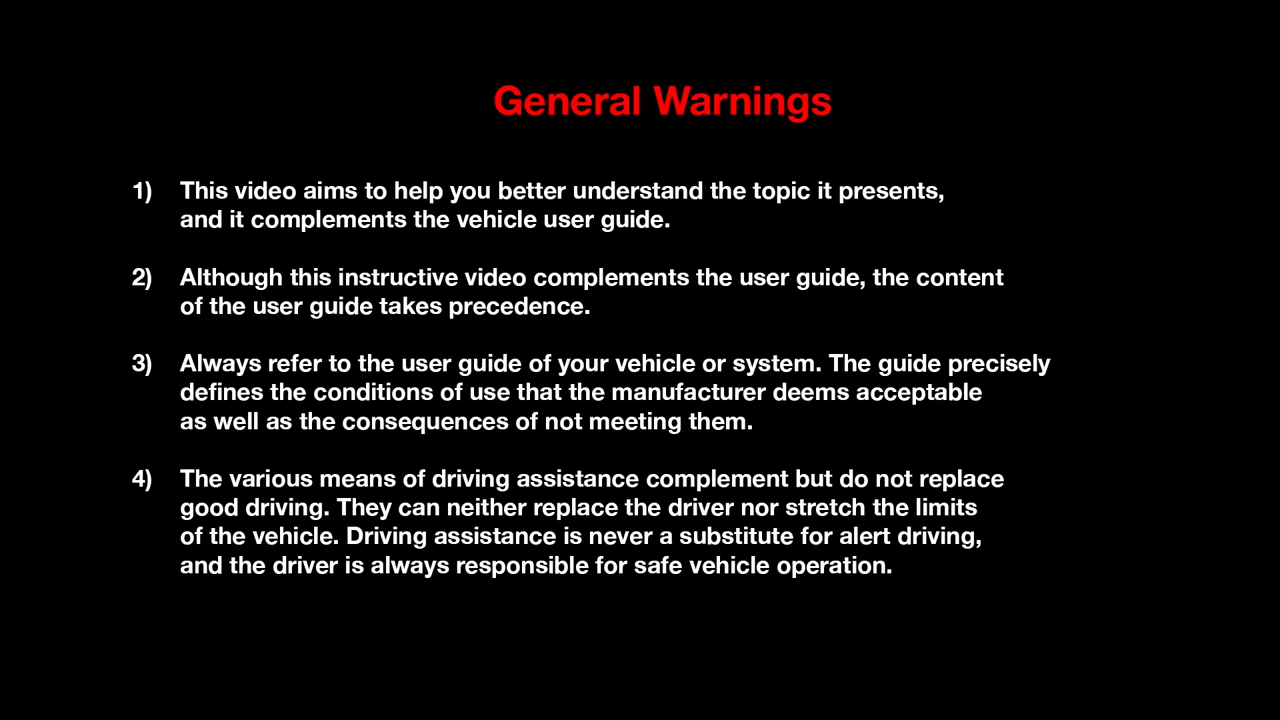 General Warnings
1) This video aims to help you better understand the topic it presents,
and it complements the vehicle user guide.
2) Although this instructive video complements the user guide, the content
of the user guide takes precedence.
3) Always refer to the user guide of your vehicle or system. The guide precisely
defines the conditions of use that the manufacturer deems acceptable
as well as the consequences of not meeting them.
4) The various means of driving assistance complement but do not replace
good driving. They can neither replace the driver nor stretch the limits
of the vehicle. Driving assistance is never a substitute for alert driving,
and the driver is always responsible for safe vehicle operation.